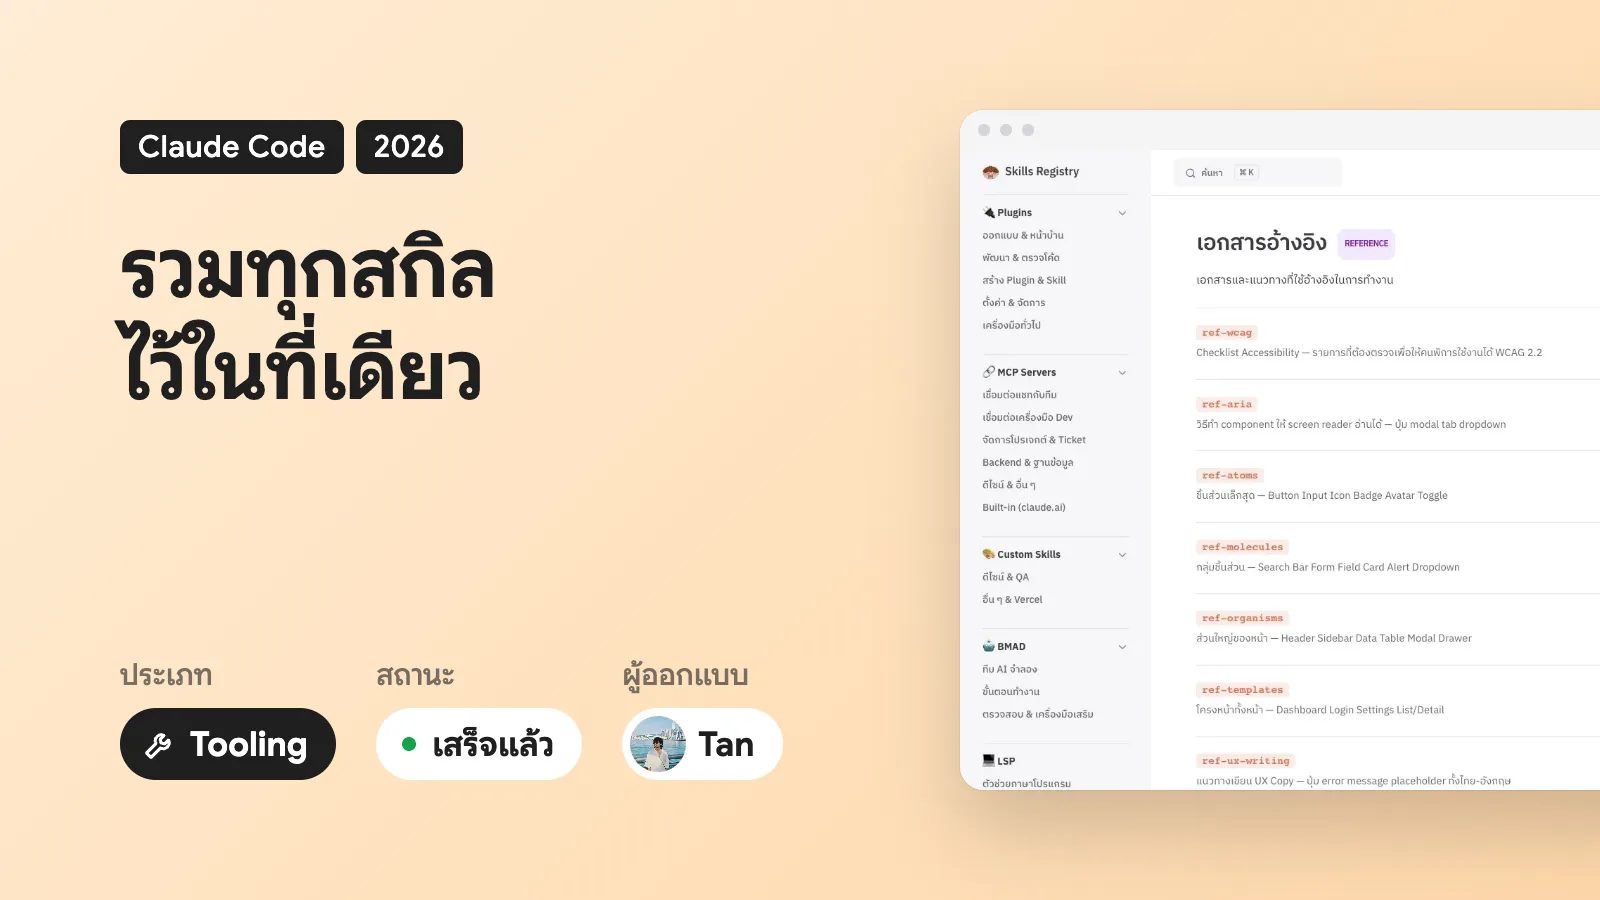 Claude Code
2026
รวมทุกสกิล
ไว้ในที่เดียว
ประเภท
Tooling
สถานะ
เสร็จแล้ว
ผู้ออกแบบ
Tan
Skills Registry
Plugins
ออกแบบ & หน้าบ้าน
พัฒนา & ตรวจโค้ด
สร้าง Plugin & Skill
ตั้งค่า & จัดการ
เครื่องมือทั่วไป
MCP Servers
เชื่อมต่อแชทกับทีม
เชื่อมต่อเครื่องมือ Dev
จัดการโปรเจกต์ & Ticket
Backend & ฐานข้อมูล
ดีไซน์ & อื่น ๆ
Built-in (claude.ai)
Custom Skills
ดีไซน์ & QA
อื่น ๆ & Vercel
BMAD
ทีม AI จำลอง
ขั้นตอนทำงาน
ตรวจสอบ & เครื่องมือเสริม
LSP
ตัวช่วยภาษาโปรแกรม
ค้นหา ⌘ K
เอกสารอ้างอิง REFERENCE
เอกสารและแนวทางที่ใช้อ้างอิงในการทำงาน
ref-wcag
Checklist Accessibility — รายการที่ต้องตรวจเพื่อให้คนพิการใช้งานได้ WCAG 2.2
ref-aria
วิธีทำ component ให้ screen reader อ่านได้ — ปุ่ม modal tab dropdown
ref-atoms
ชิ้นส่วนเล็กสุด — Button Input Icon Badge Avatar Toggle
ref-molecules
กลุ่มชิ้นส่วน — Search Bar Form Field Card Alert Dropdown
ref-organisms
ส่วนใหญ่ของหน้า — Header Sidebar Data Table Modal Drawer
ref-templates
โครงหน้าทั้งหน้า — Dashboard Login Settings List/Detail
ref-ux-writing
แนวทางเขียน UX Copy — ปุ่ม error message placeholder ทั้งไทย-อังกฤษ